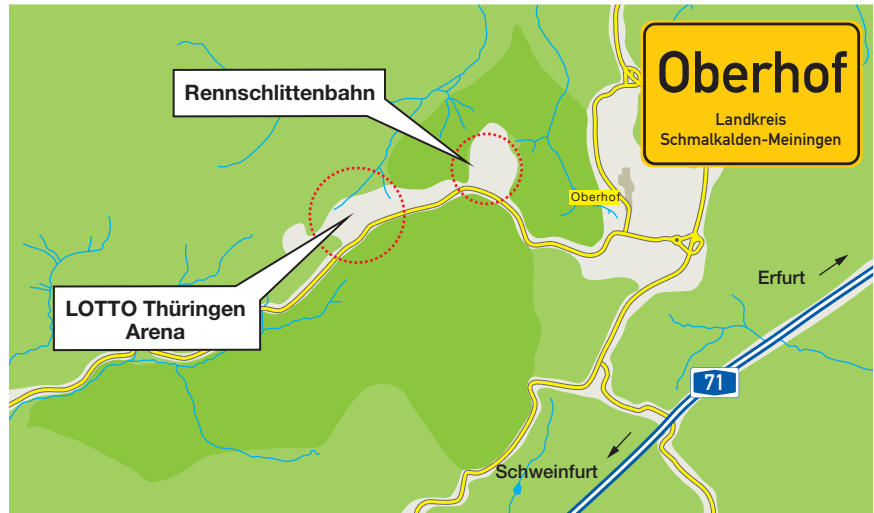 Oberhof
Landkreis
Schmalkalden-Meiningen
Rennschlittenbahn
Oberhof
LOTTO Thüringen
Arena
Erfurt
71
Schweinfurt